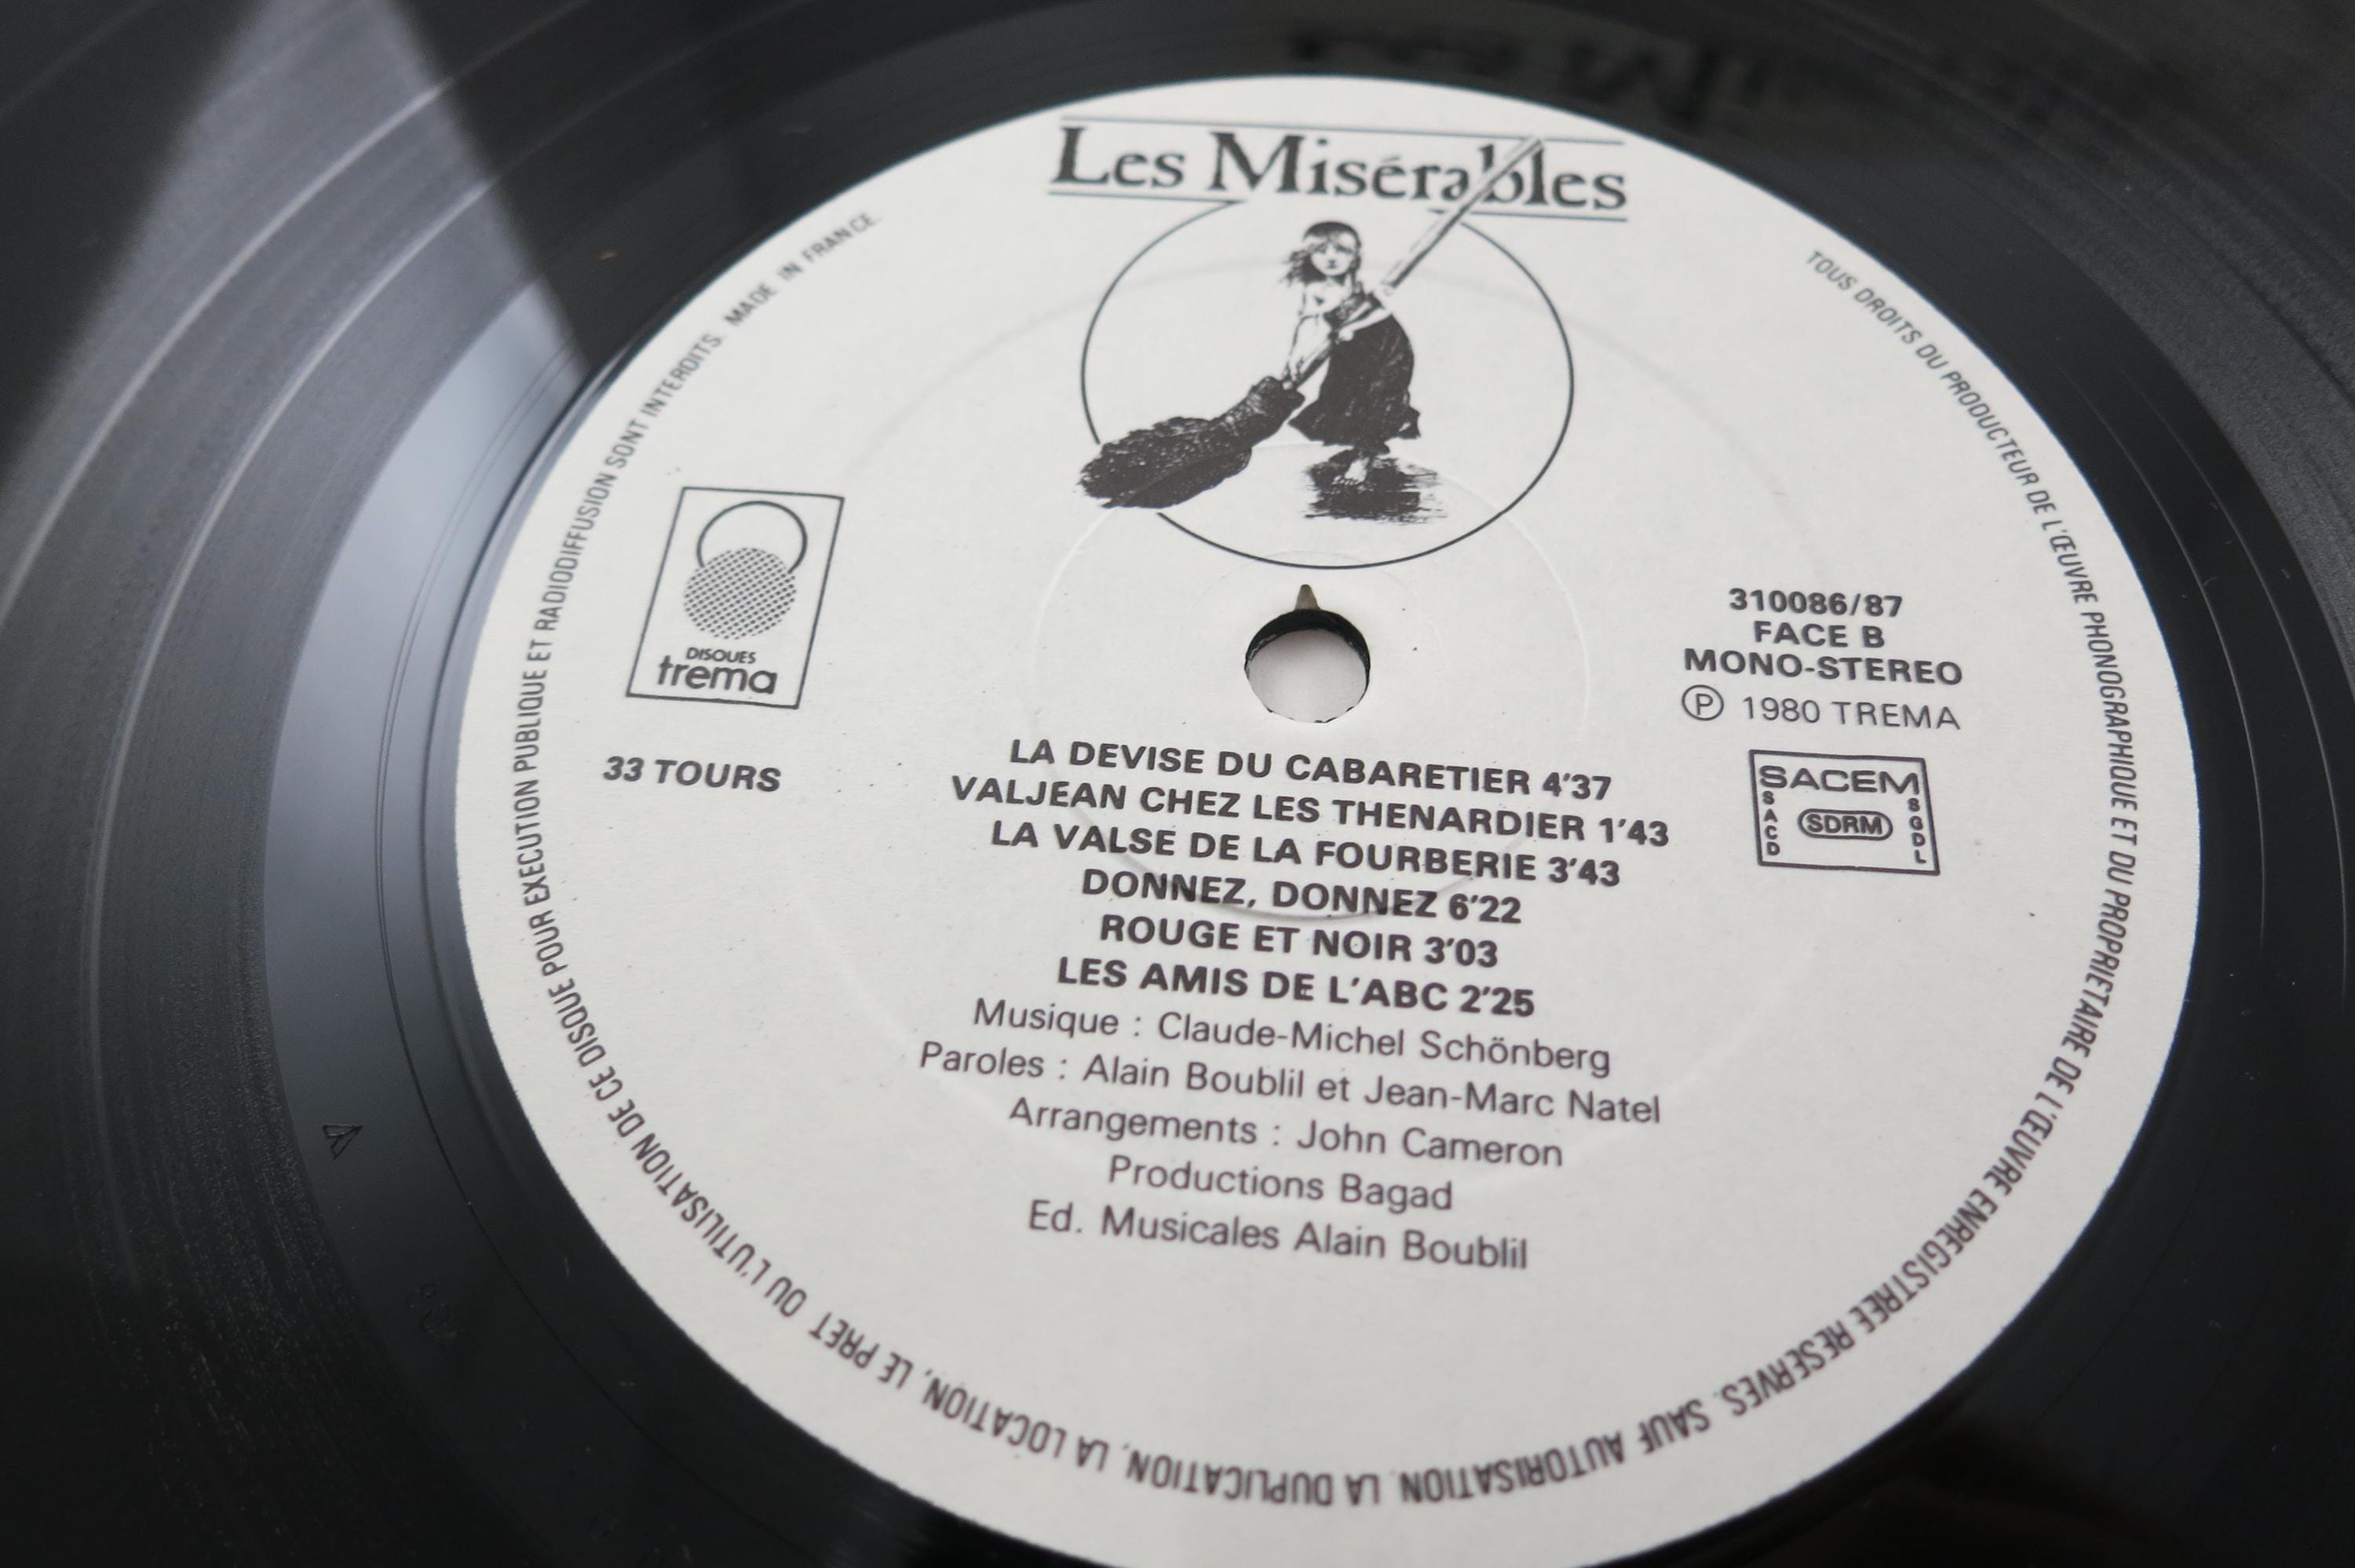 Les Misérables
DISQUES
trema
33 TOURS
310086/87
FACE B
MONO-STEREO
Ⓟ 1980 TREMA
SACEM
SACD
SDRM
SGDL
LA DEVISE DU CABARETIER 4'37
VALJEAN CHEZ LES THENARDIER 1'43
LA VALSE DE LA FOURBERIE 3'43
DONNEZ, DONNEZ 6'22
ROUGE ET NOIR 3'03
LES AMIS DE L'ABC 2'25
Musique : Claude-Michel Schönberg
Paroles : Alain Boublil et Jean-Marc Natel
Arrangements : John Cameron
Productions Bagad
Ed. Musicales Alain Boublil
TOUS DROITS DU PRODUCTEUR DE L'ŒUVRE PHONOGRAPHIQUE ET DU PROPRIETAIRE DE L'ŒUVRE ENREGISTREE RESERVES. SAUF AUTORISATION, LA DUPLICATION, LA LOCATION, LE PRET OU L'UTILISATION DE CE DISQUE POUR EXECUTION PUBLIQUE ET RADIODIFFUSION SONT INTERDITS. MADE IN FRANCE.